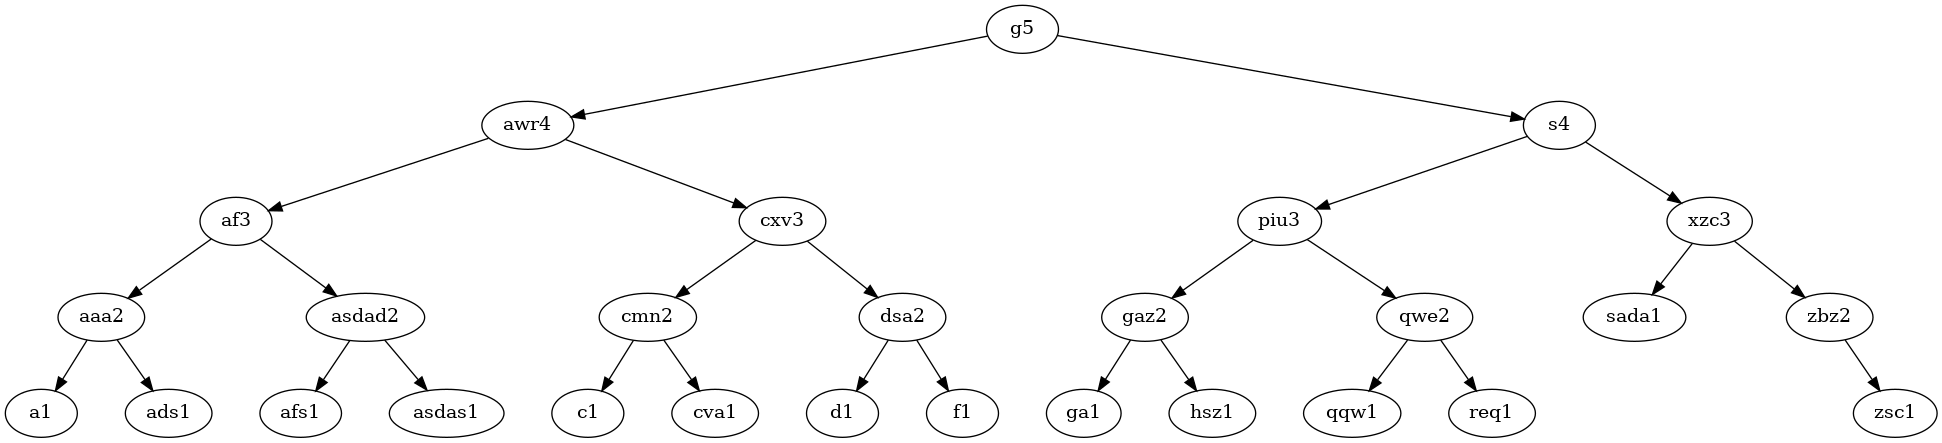 g5
awr4
s4
af3
cxv3
piu3
xzc3
aaa2
asdad2
cmn2
dsa2
gaz2
qwe2
sada1
zbz2
a1
ads1
afs1
asdas1
c1
cva1
d1
f1
ga1
hsz1
qqw1
req1
zsc1